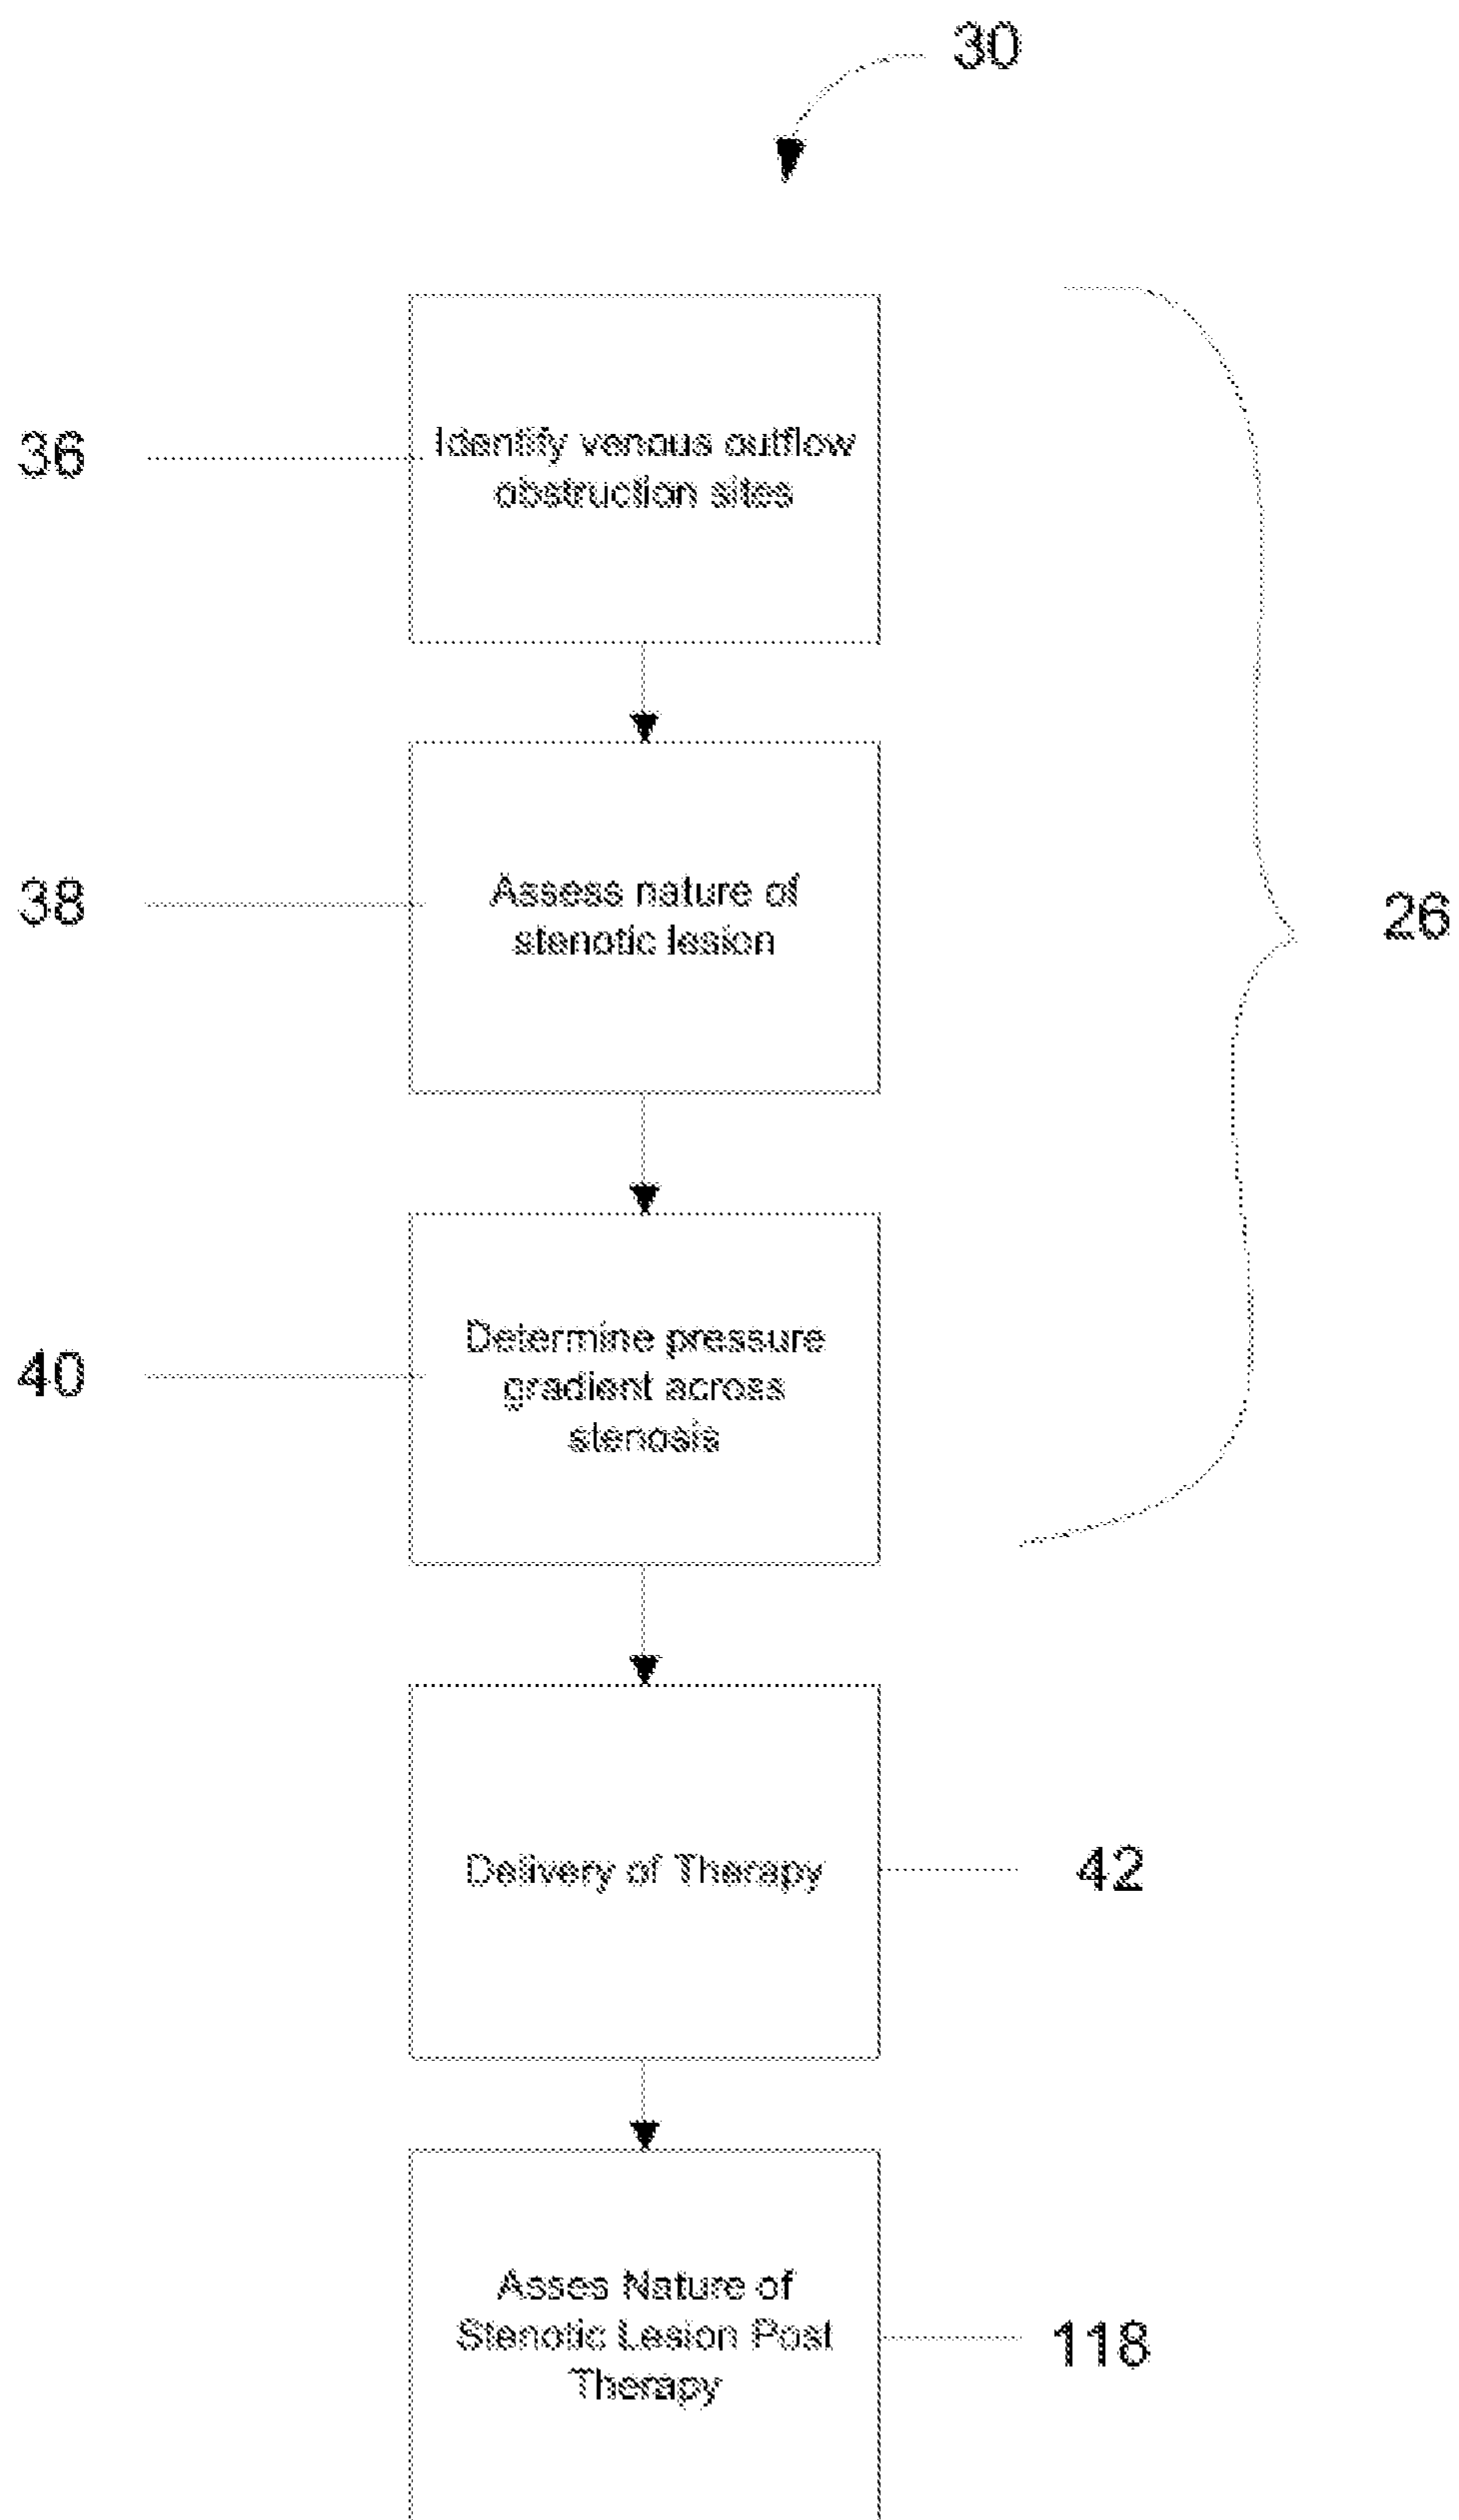 30
36
Identify venous outflow
obstruction sites
38
Assess nature of
stenotic lesion
26
40
Determine pressure
gradient across
stenosis
Delivery of Therapy
42
Asses Nature of
Stenotic Lesion Post
Therapy
118